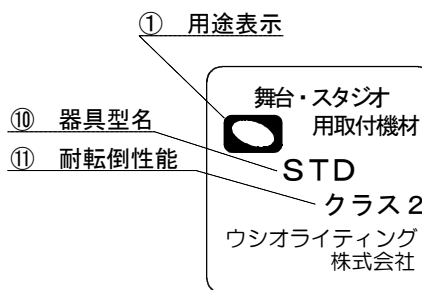 ① 用途表示
舞台・スタジオ
用取付機材
⑩ 器具型名
STD
⑪ 耐転倒性能
クラス2
ウシオライティング
株式会社